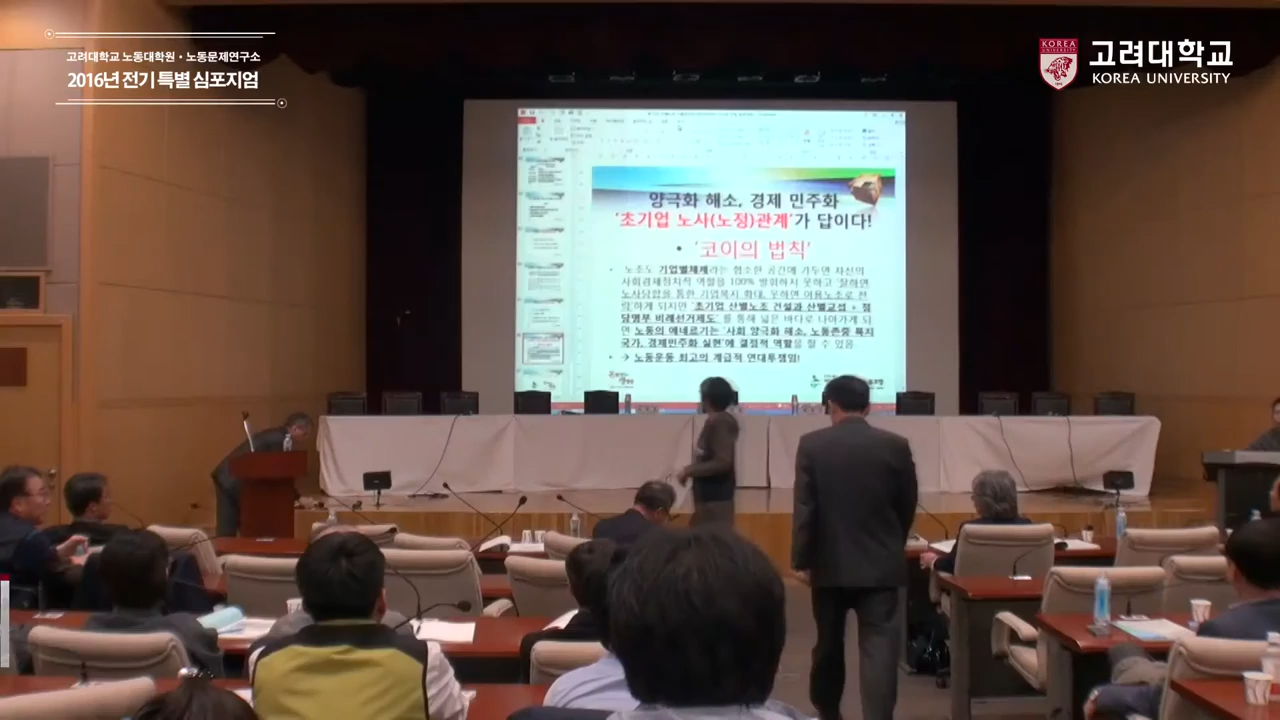 고려대학교 노동대학원 • 노동문제연구소
2016년 전기 특별 심포지엄
KOREA
고려대학교
KOREA UNIVERSITY
양극화 해소, 경제 민주화
'초기업 노사(노정)관계'가 답이다!
• '코이의 법칙'
• 노조도 기업별체제라는 협소한 공간에 가두면 자신의
사회경제정치적 역할을 100% 발휘하지 못하고 '잘하면
노사담합을 통한 기업복지 확대, 못하면 어용노조로 전
락'하게 되지만 '초기업 산별노조 건설과 산별교섭 + 정
당명부 비례선거제도'를 통해 넓은 바다로 나아가게 되
면 노동의 에네르기는 '사회 양극화 해소, 노동존중 복지
국가, 경제민주화 실현'에 결정적 역할을 할 수 있음
• → 노동운동 최고의 계급적 연대투쟁임!